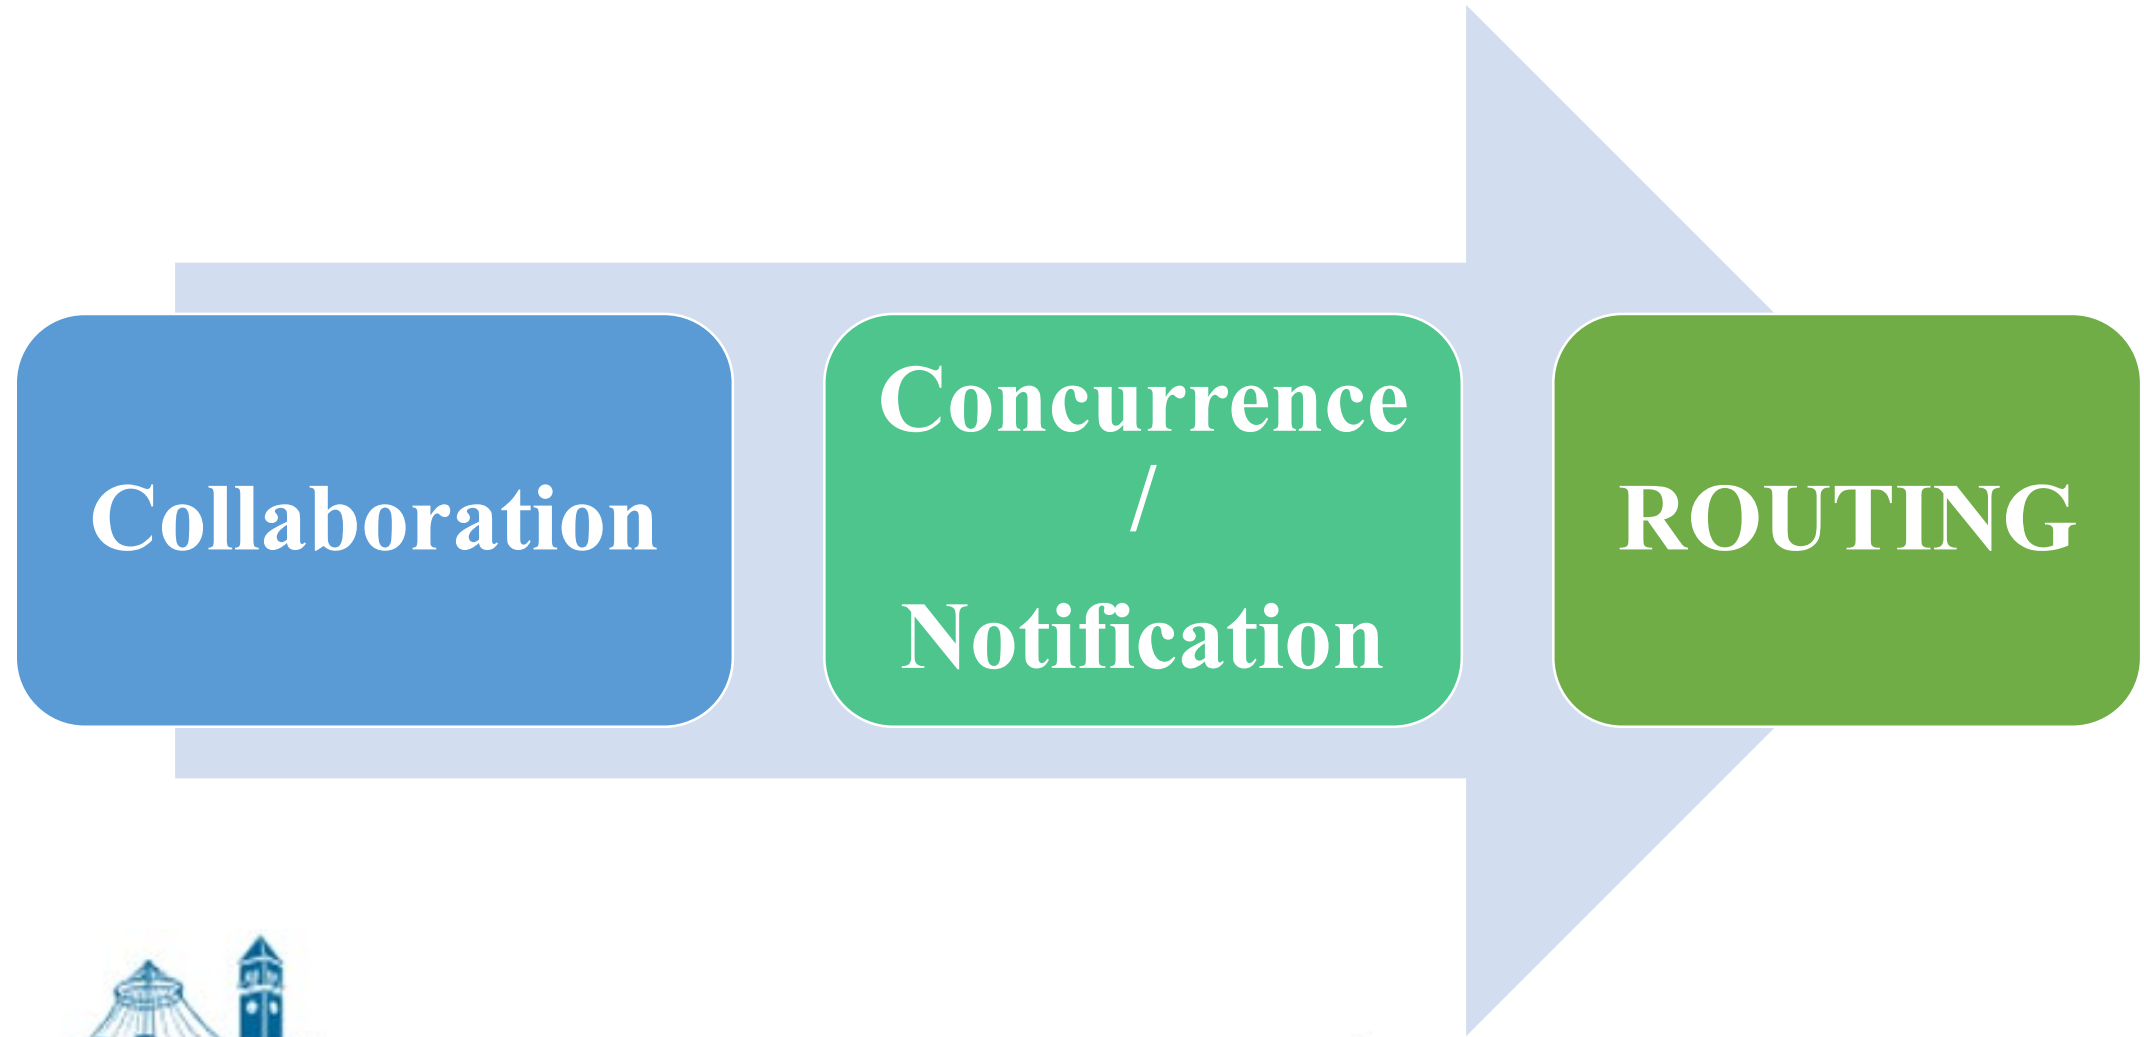 Collaboration
Concurrence
/
Notification
ROUTING